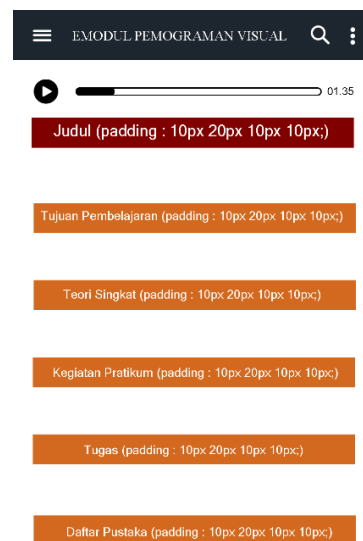 EMODUL PEMOGRAMAN VISUAL
01.35
Judul (padding : 10px 20px 10px 10px;)
Tujuan Pembelajaran (padding : 10px 20px 10px 10px;)
Teori Singkat (padding : 10px 20px 10px 10px;)
Kegiatan Pratikum (padding : 10px 20px 10px 10px;)
Tugas (padding : 10px 20px 10px 10px;)
Daftar Pustaka (padding : 10px 20px 10px 10px;)